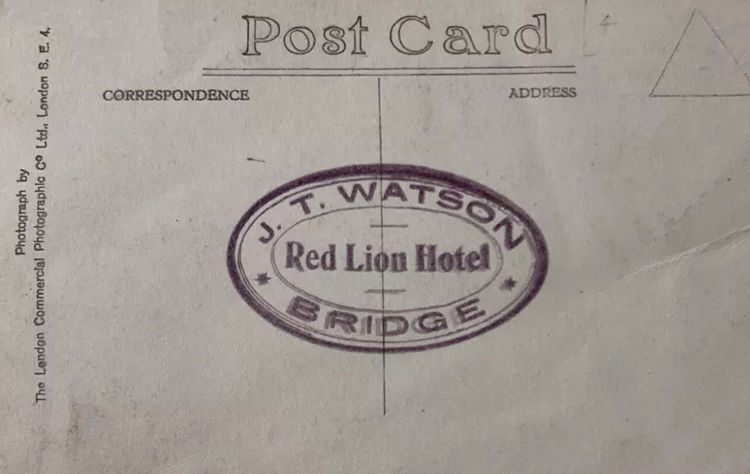 Post Card
4
CORRESPONDENCE
ADDRESS
Photograph by
The London Commercial Photographic Cº Ltd., London S. E. 4.
J. T. WATSON
Red Lion Hotel
BRIDGE